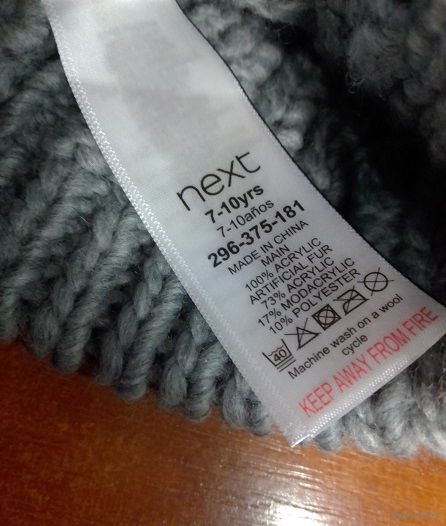 next
7-10yrs
7-10años
296-375-181
MADE IN CHINA
MAIN
100% ACRYLIC
ARTIFICIAL FUR
73% ACRYLIC
17% MODACRYLIC
10% POLYESTER
40
Machine wash on a wool
cycle
KEEP AWAY FROM FIRE